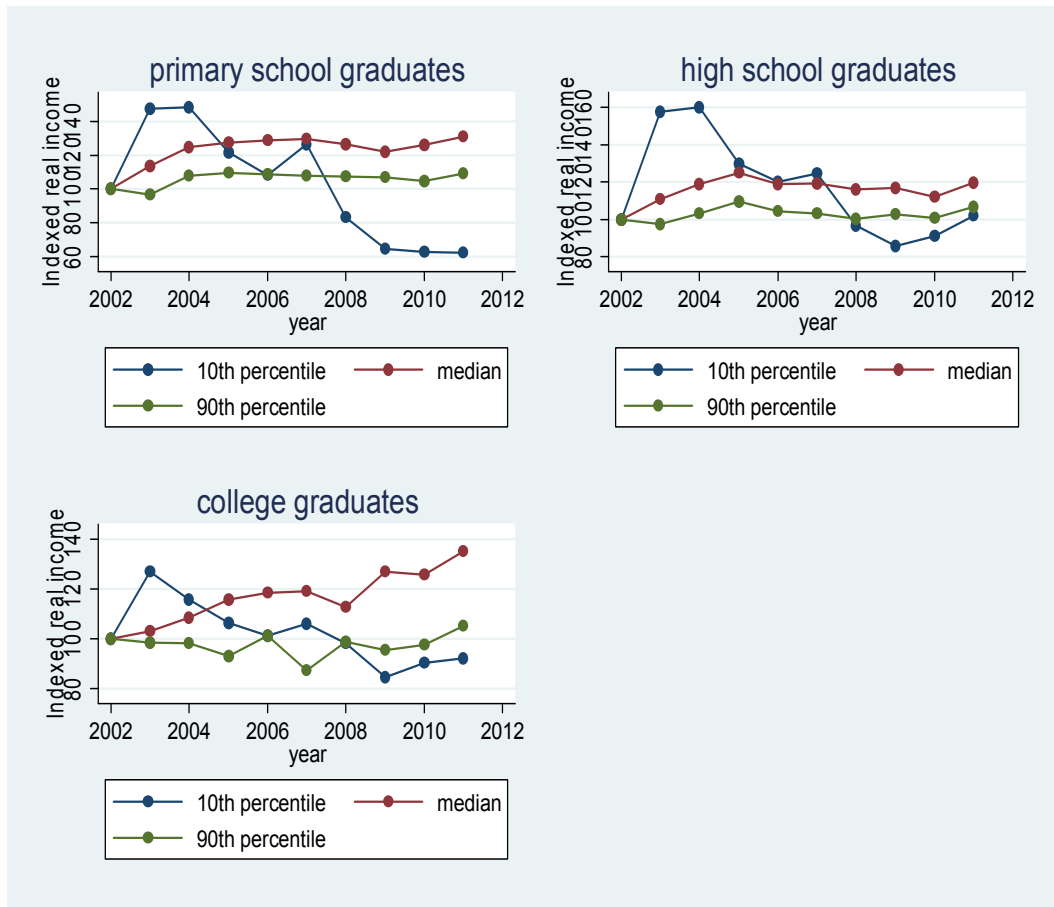 primary school graduates
Indexed real income
140
120
100
80
60
2002 2004 2006 2008 2010 2012
year
10th percentile median
90th percentile
high school graduates
Indexed real income
160
140
120
100
80
2002 2004 2006 2008 2010 2012
year
10th percentile median
90th percentile
college graduates
Indexed real income
140
120
100
80
2002 2004 2006 2008 2010 2012
year
10th percentile median
90th percentile